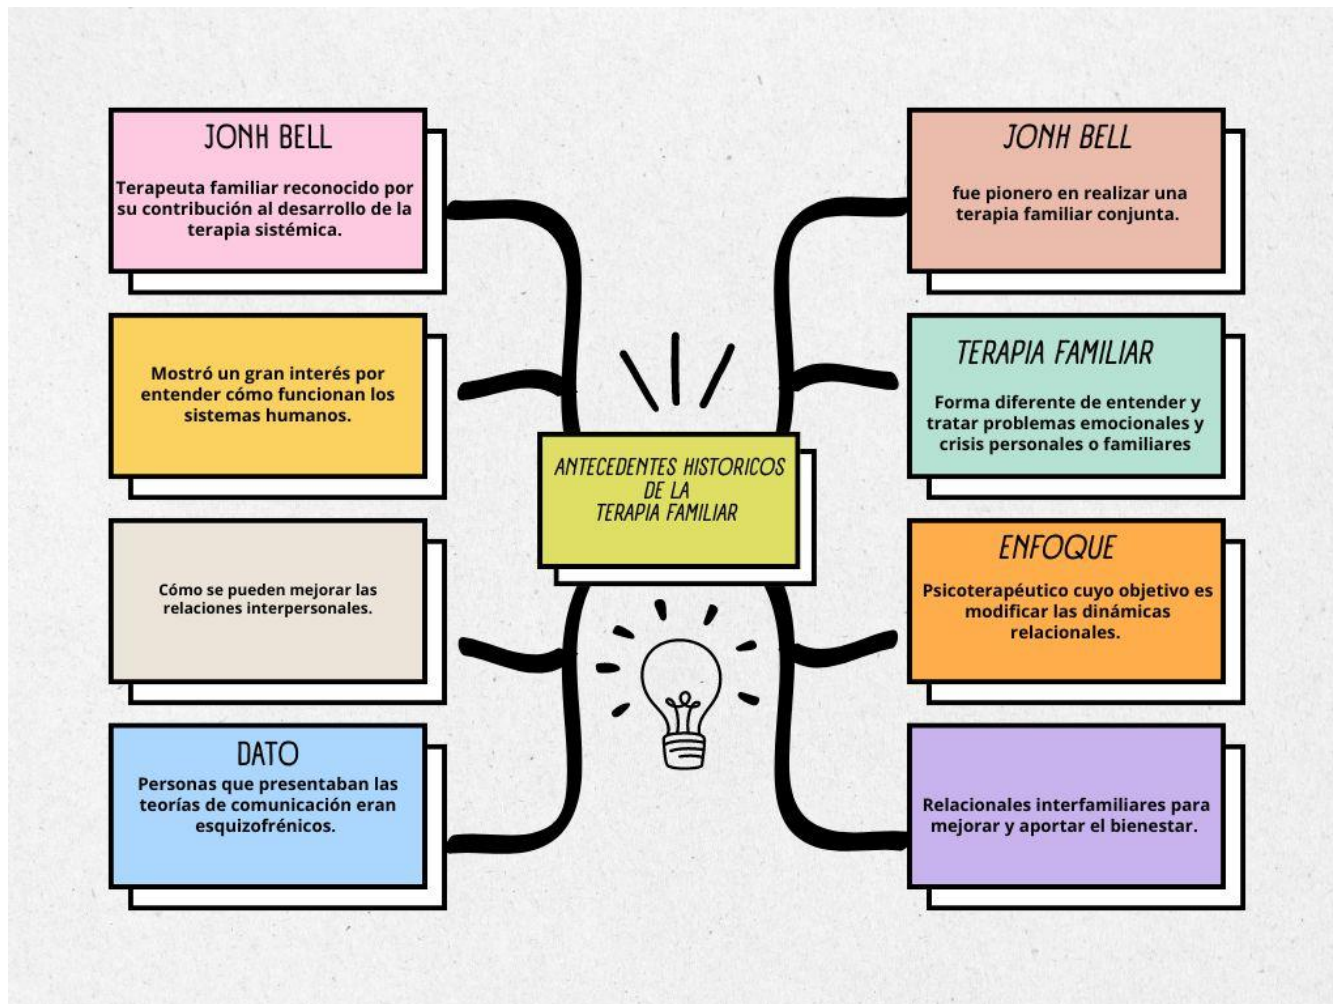 JONH BELL
Terapeuta familiar reconocido por
su contribución al desarrollo de la
terapia sistémica.
Mostró un gran interés por
entender cómo funcionan los
sistemas humanos.
Cómo se pueden mejorar las
relaciones interpersonales.
DATO
Personas que presentaban las
teorías de comunicación eran
esquizofrénicos.
ANTECEDENTES HISTORICOS
DE LA
TERAPIA FAMILIAR
JONH BELL
fue pionero en realizar una
terapia familiar conjunta.
TERAPIA FAMILIAR
Forma diferente de entender y
tratar problemas emocionales y
crisis personales o familiares
ENFOQUE
Psicoterapéutico cuyo objetivo es
modificar las dinámicas
relacionales.
Relacionales interfamiliares para
mejorar y aportar el bienestar.